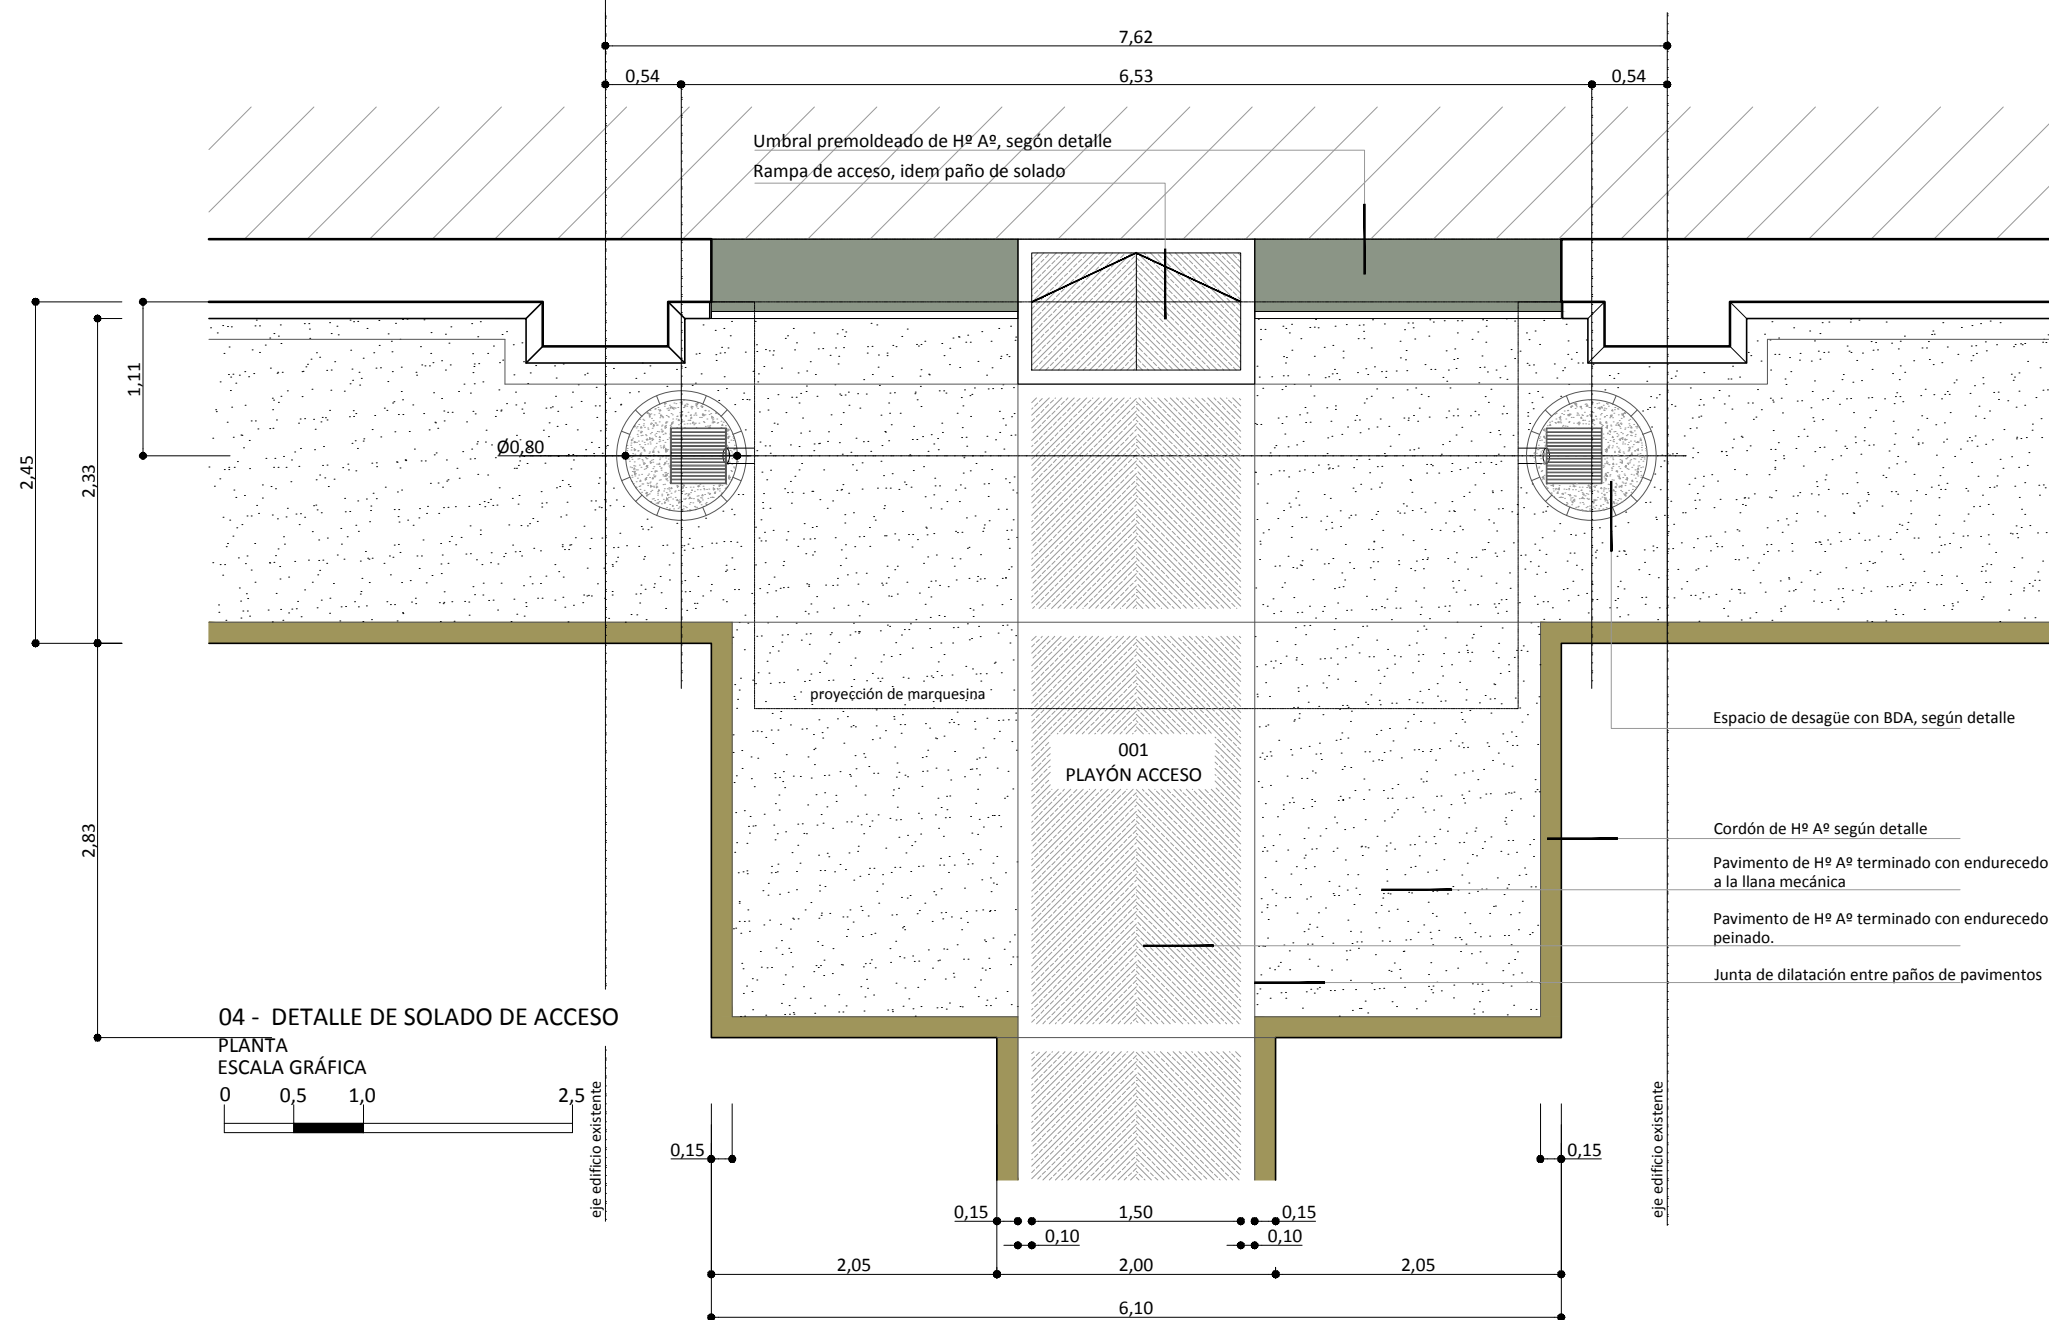 7,62
0,54
6,53
0,54
Umbral premoldeado de Hº Aº, segón detalle
Rampa de acceso, idem paño de solado
1,11
2,45
2,33
Ø0,80
proyección de marquesina
001
PLAYÓN ACCESO
Espacio de desagüe con BDA, según detalle
2,83
Cordón de Hº Aº según detalle
Pavimento de Hº Aº terminado con endurecedo
a la llana mecánica
Pavimento de Hº Aº terminado con endurecedo
peinado.
Junta de dilatación entre paños de pavimentos
04 - DETALLE DE SOLADO DE ACCESO
PLANTA
ESCALA GRÁFICA
0 0,5 1,0 2,5
eje edificio existente
eje edificio existente
0,15
0,15
0,15
1,50
0,15
0,10
0,10
2,05
2,00
2,05
6,10